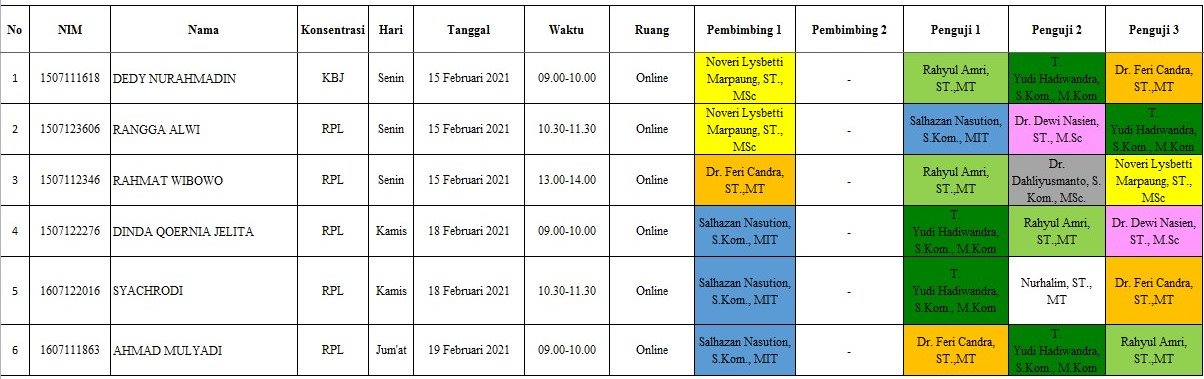 No NIM Nama Konsentrasi Hari Tanggal Waktu Ruang Pembimbing 1 Pembimbing 2 Penguji 1 Penguji 2 Penguji 3
1 1507111618 DEDY NURAHMADIN KBJ Senin 15 Februari 2021 09.00-10.00 Online Noveri Lysbetti Marpaung, ST., MSc - Rahyul Amri, ST.,MT T. Yudi Hadiwandra, S.Kom., M.Kom Dr. Feri Candra, ST.,MT
2 1507123606 RANGGA ALWI RPL Senin 15 Februari 2021 10.30-11.30 Online Noveri Lysbetti Marpaung, ST., MSc - Salhazan Nasution, S.Kom., MIT Dr. Dewi Nasien, ST., M.Sc T. Yudi Hadiwandra, S.Kom., M.Kom
3 1507112346 RAHMAT WIBOWO RPL Senin 15 Februari 2021 13.00-14.00 Online Dr. Feri Candra, ST.,MT - Rahyul Amri, ST.,MT Dr. Dahliyusmanto, S. Kom., MSc. Noveri Lysbetti Marpaung, ST., MSc
4 1507122276 DINDA QOERNIA JELITA RPL Kamis 18 Februari 2021 09.00-10.00 Online Salhazan Nasution, S.Kom., MIT - T Yudi Hadiwandra, S.Kom., M.Kom Rahyul Amri, ST.,MT Dr. Dewi Nasien, ST., M.Sc
5 1607122016 SYACHRODI RPL Kamis 18 Februari 2021 10.30-11.30 Online Salhazan Nasution, S.Kom., MIT - T. Yudi Hadiwandra, S.Kom., M.Kom Nurhalim, ST., MT Dr. Feri Candra, ST.,MT
6 1607111863 AHMAD MULYADI RPL Jum'at 19 Februari 2021 09.00-10.00 Online Salhazan Nasution, S.Kom., MIT - Dr. Feri Candra, ST.,MT T. Yudi Hadiwandra, S.Kom., M.Kom Rahyul Amri, ST.,MT